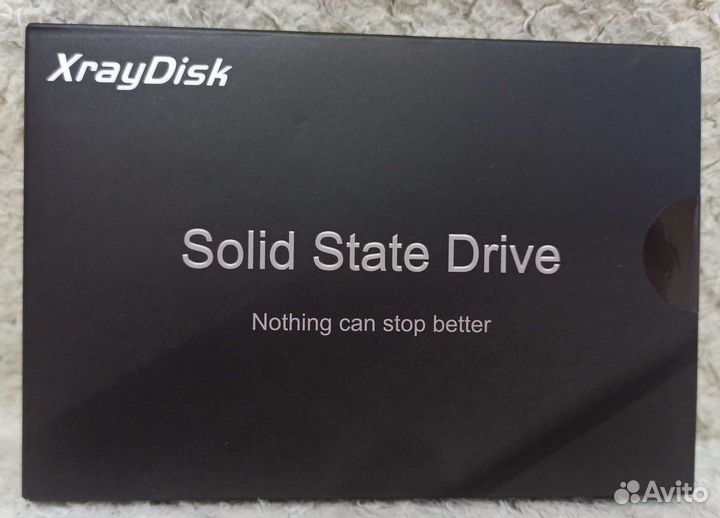 XrayDisk
Solid State Drive
Nothing can stop better
Avito